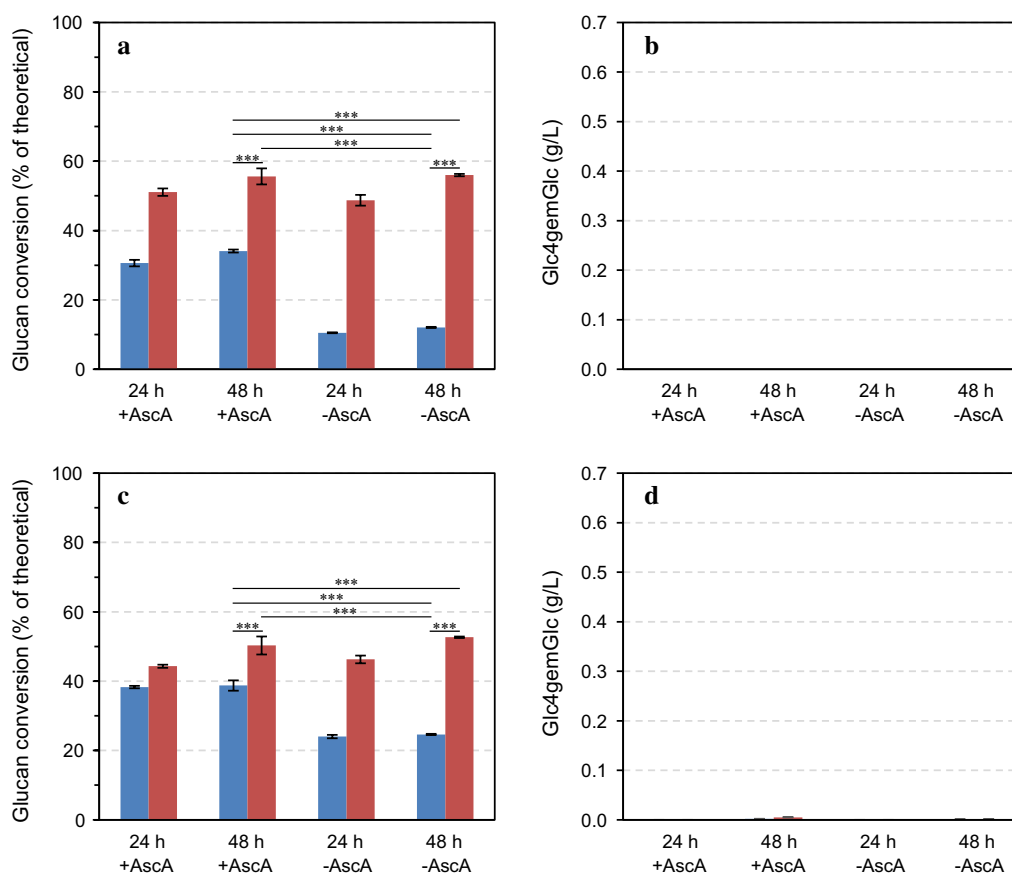 a
Glucan conversion (% of theoretical)
100
80
60
40
20
0
***
***
***
***
***
24 h
+AscA
48 h
+AscA
24 h
-AscA
48 h
-AscA
b
Glc4gemGlc (g/L)
0.7
0.6
0.5
0.4
0.3
0.2
0.1
0.0
24 h
+AscA
48 h
+AscA
24 h
-AscA
48 h
-AscA
c
Glucan conversion (% of theoretical)
100
80
60
40
20
0
***
***
***
***
***
24 h
+AscA
48 h
+AscA
24 h
-AscA
48 h
-AscA
d
Glc4gemGlc (g/L)
0.7
0.6
0.5
0.4
0.3
0.2
0.1
0.0
24 h
+AscA
48 h
+AscA
24 h
-AscA
48 h
-AscA